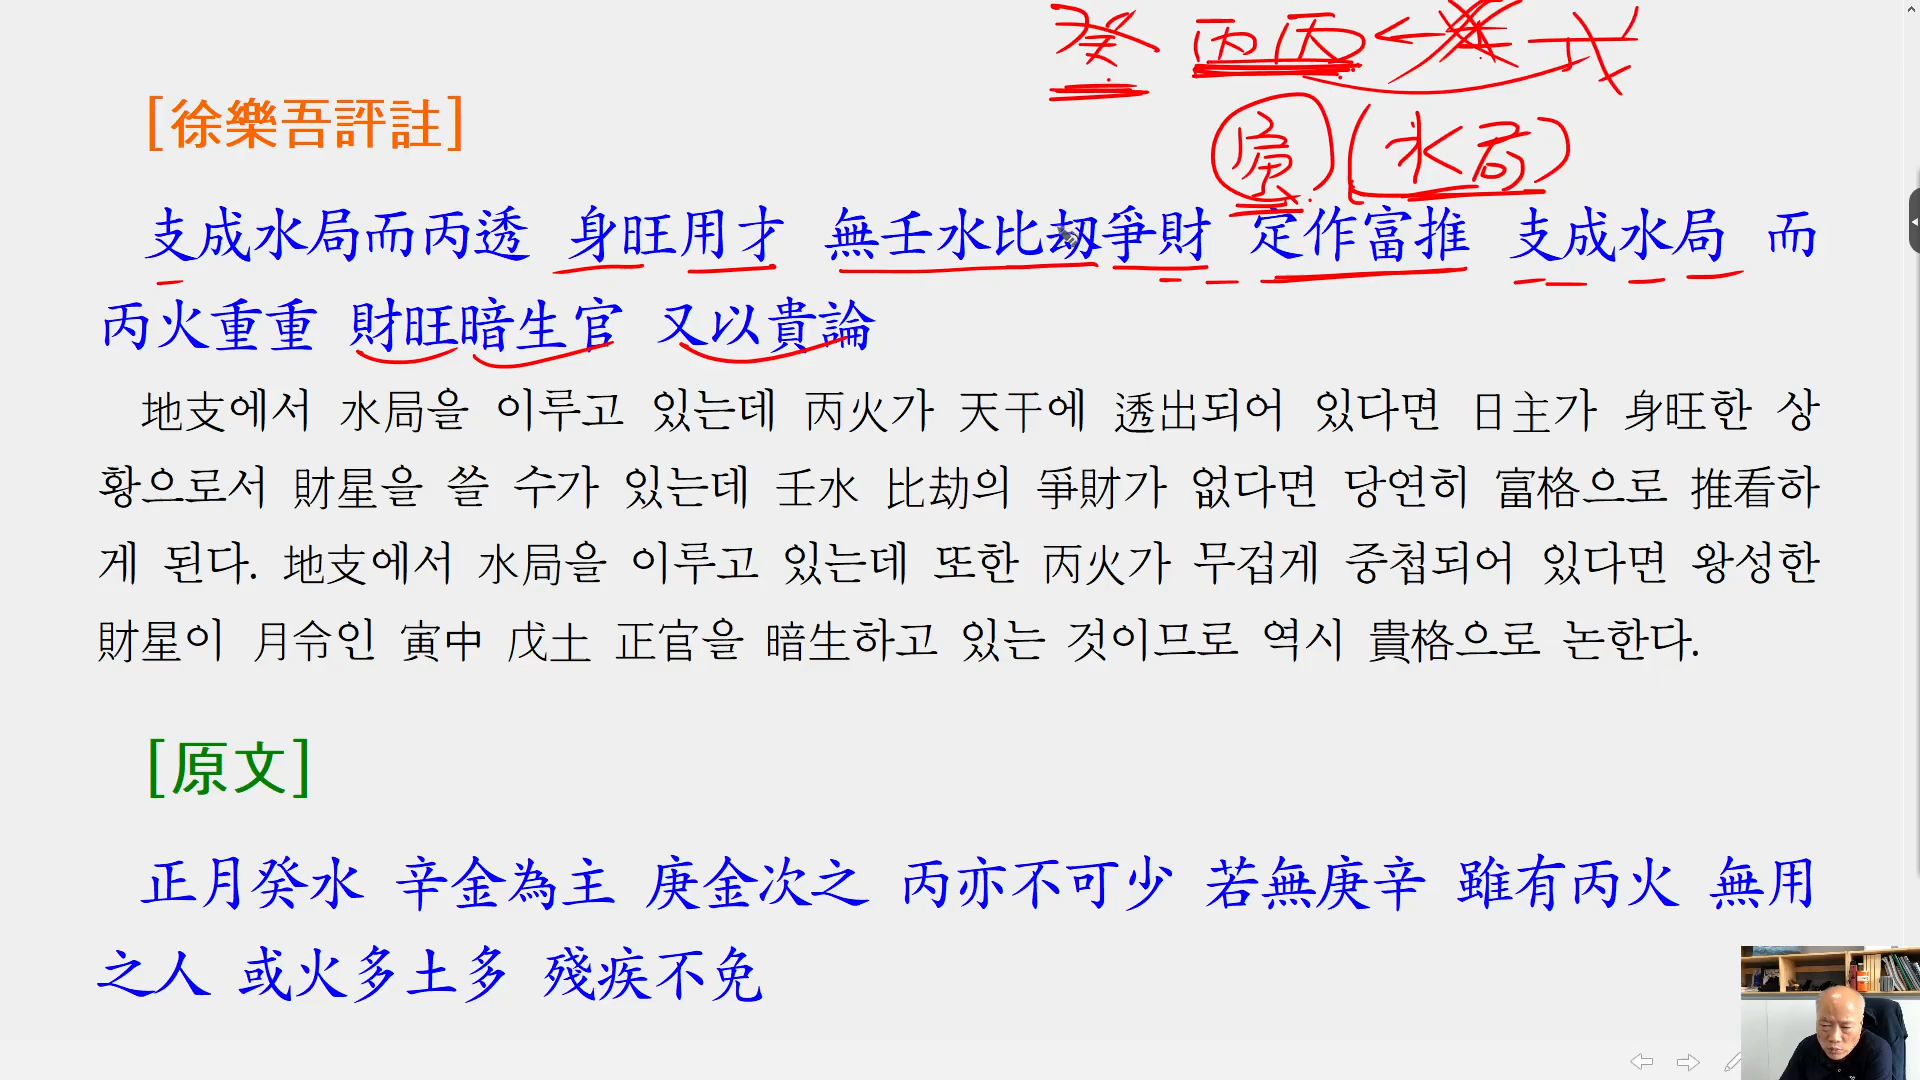 癸 丙丙 戊
寅 (水局)
[徐樂吾評註]
支成水局而丙透 身旺用才 無壬水比刼爭財 定作富推 支成水局 而
丙火重重 財旺暗生官 又以貴論
地支에서 水局을 이루고 있는데 丙火가 天干에 透出되어 있다면 日主가 身旺한 상
황으로서 財星을 쓸 수가 있는데 壬水 比劫의 爭財가 없다면 당연히 富格으로 推看하
게 된다. 地支에서 水局을 이루고 있는데 또한 丙火가 무겁게 중첩되어 있다면 왕성한
財星이 月令인 寅中 戊土 正官을 暗生하고 있는 것이므로 역시 貴格으로 논한다.
[原文]
正月癸水 辛金為主 庚金次之 丙亦不可少 若無庚辛 雖有丙火 無用
之人 或火多土多 殘疾不免